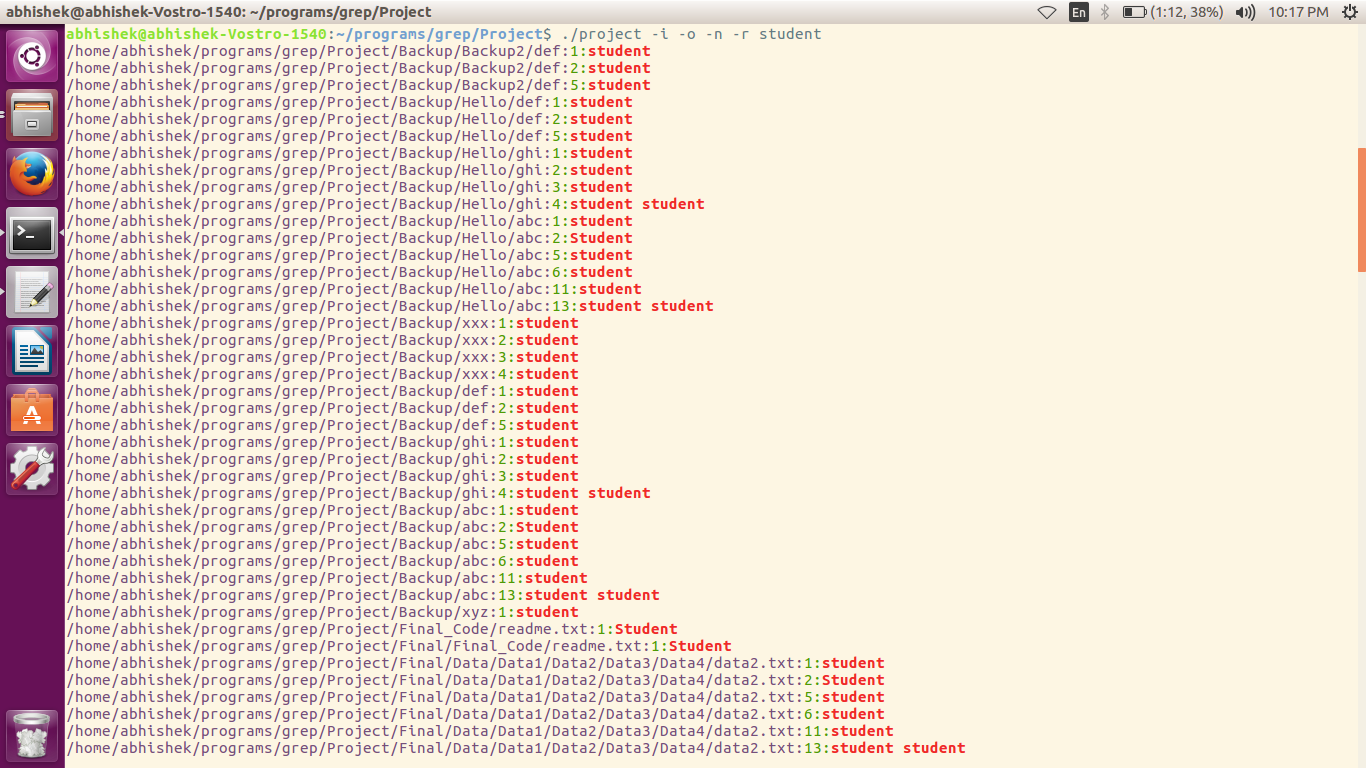 abhishek@abhishek-Vostro-1540: ~/programs/grep/Project En (1:12, 38%) 10:17 PM
abhishek@abhishek-Vostro-1540:~/programs/grep/Project$ ./project -i -o -n -r student
/home/abhishek/programs/grep/Project/Backup/Backup2/def:1:student
/home/abhishek/programs/grep/Project/Backup/Backup2/def:2:student
/home/abhishek/programs/grep/Project/Backup/Backup2/def:5:student
/home/abhishek/programs/grep/Project/Backup/Hello/def:1:student
/home/abhishek/programs/grep/Project/Backup/Hello/def:2:student
/home/abhishek/programs/grep/Project/Backup/Hello/def:5:student
/home/abhishek/programs/grep/Project/Backup/Hello/ghi:1:student
/home/abhishek/programs/grep/Project/Backup/Hello/ghi:2:student
/home/abhishek/programs/grep/Project/Backup/Hello/ghi:3:student
/home/abhishek/programs/grep/Project/Backup/Hello/ghi:4:student student
/home/abhishek/programs/grep/Project/Backup/Hello/abc:1:student
/home/abhishek/programs/grep/Project/Backup/Hello/abc:2:Student
/home/abhishek/programs/grep/Project/Backup/Hello/abc:5:student
/home/abhishek/programs/grep/Project/Backup/Hello/abc:6:student
/home/abhishek/programs/grep/Project/Backup/Hello/abc:11:student
/home/abhishek/programs/grep/Project/Backup/Hello/abc:13:student student
/home/abhishek/programs/grep/Project/Backup/xxx:1:student
/home/abhishek/programs/grep/Project/Backup/xxx:2:student
/home/abhishek/programs/grep/Project/Backup/xxx:3:student
/home/abhishek/programs/grep/Project/Backup/xxx:4:student
/home/abhishek/programs/grep/Project/Backup/def:1:student
/home/abhishek/programs/grep/Project/Backup/def:2:student
/home/abhishek/programs/grep/Project/Backup/def:5:student
/home/abhishek/programs/grep/Project/Backup/ghi:1:student
/home/abhishek/programs/grep/Project/Backup/ghi:2:student
/home/abhishek/programs/grep/Project/Backup/ghi:3:student
/home/abhishek/programs/grep/Project/Backup/ghi:4:student student
/home/abhishek/programs/grep/Project/Backup/abc:1:student
/home/abhishek/programs/grep/Project/Backup/abc:2:Student
/home/abhishek/programs/grep/Project/Backup/abc:5:student
/home/abhishek/programs/grep/Project/Backup/abc:6:student
/home/abhishek/programs/grep/Project/Backup/abc:11:student
/home/abhishek/programs/grep/Project/Backup/abc:13:student student
/home/abhishek/programs/grep/Project/Backup/xyz:1:student
/home/abhishek/programs/grep/Project/Final_Code/readme.txt:1:Student
/home/abhishek/programs/grep/Project/Final/Final_Code/readme.txt:1:Student
/home/abhishek/programs/grep/Project/Final/Data/Data1/Data2/Data3/Data4/data2.txt:1:student
/home/abhishek/programs/grep/Project/Final/Data/Data1/Data2/Data3/Data4/data2.txt:2:Student
/home/abhishek/programs/grep/Project/Final/Data/Data1/Data2/Data3/Data4/data2.txt:5:student
/home/abhishek/programs/grep/Project/Final/Data/Data1/Data2/Data3/Data4/data2.txt:6:student
/home/abhishek/programs/grep/Project/Final/Data/Data1/Data2/Data3/Data4/data2.txt:11:student
/home/abhishek/programs/grep/Project/Final/Data/Data1/Data2/Data3/Data4/data2.txt:13:student student